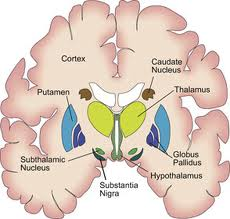 Cortex
Caudate
Nucleus
Putamen
Thalamus
Subthalamic
Nucleus
Globus
Pallidus
Substantia
Nigra
Hypothalamus